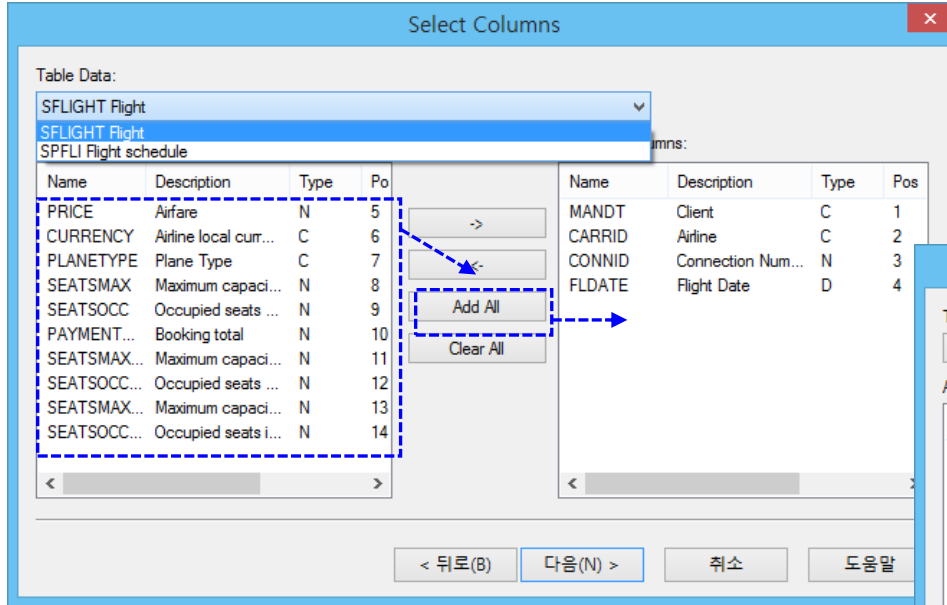 Select Columns
Table Data:
SFLIGHT Flight
SFLIGHT Flight
SPFLI Flight schedule
Name Description Type Po
PRICE Airfare N 5
CURRENCY Airline local curr... C 6
PLANETYPE Plane Type C 7
SEATSMAX Maximum capaci... N 8
SEATSOCC Occupied seats ... N 9
PAYMENT... Booking total N 10
SEATSMAX... Maximum capaci... N 11
SEATSOCC... Occupied seats ... N 12
SEATSMAX... Maximum capaci... N 13
SEATSOCC... Occupied seats i... N 14
->
<-
Add All
Clear All
Name Description Type Pos
MANDT Client C 1
CARRID Airline C 2
CONNID Connection Num... N 3
FLDATE Flight Date D 4
< 뒤로(B) 다음(N) > 취소 도움말